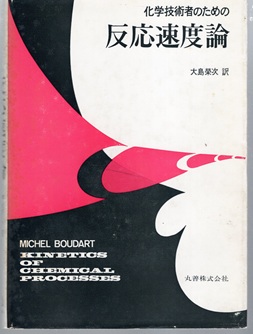 化学技術者のための
反応速度論
大島榮次 訳
MICHEL BOUDART
KINETICS
OF
CHEMICAL
PROCESSES
丸善株式会社